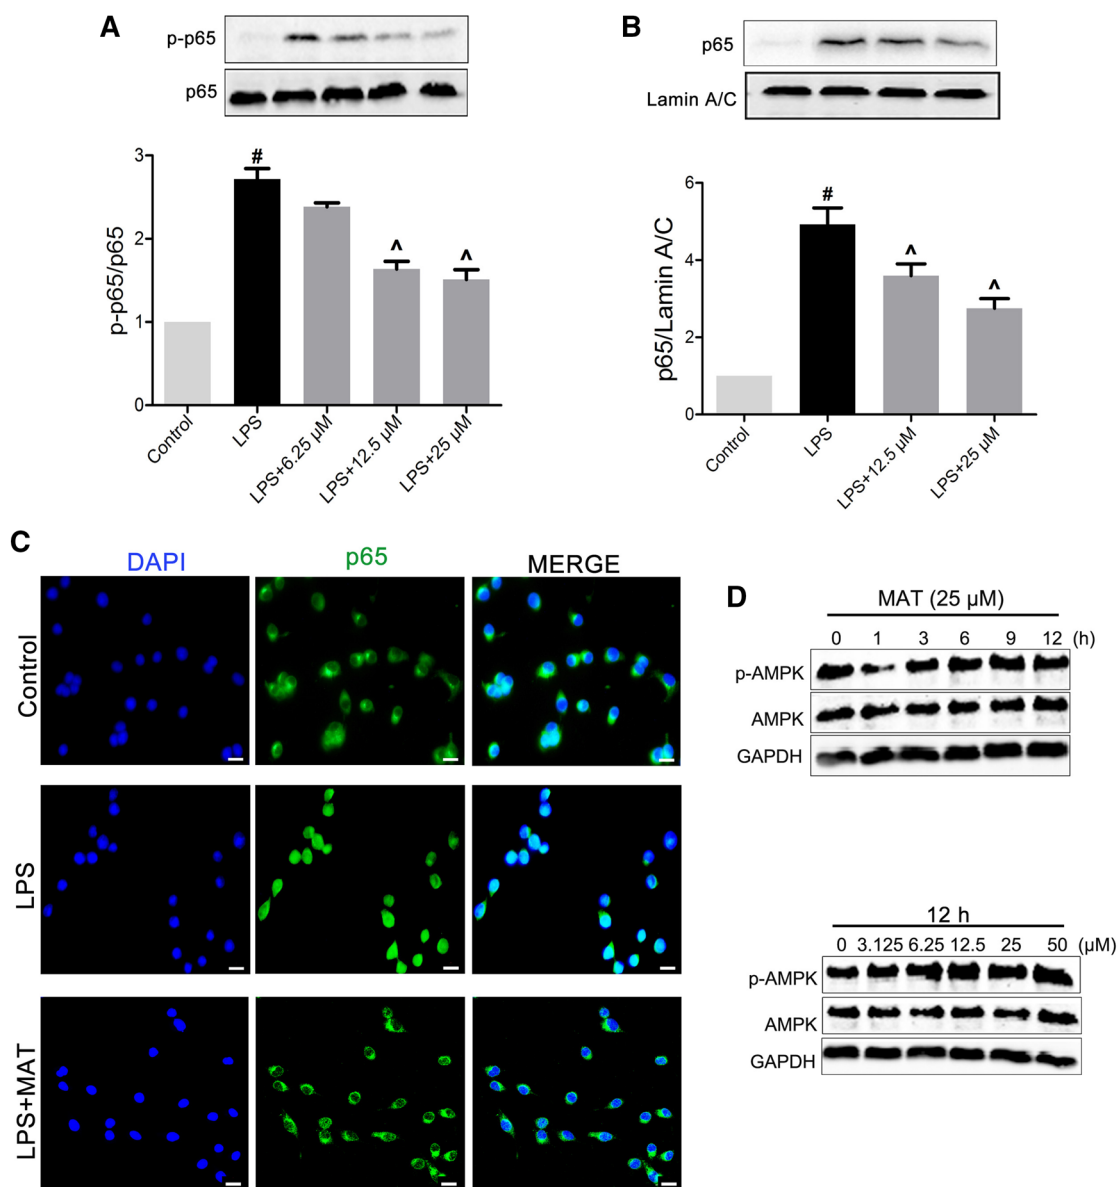 A
p-p65
p65
p-p65/p65
3
2
1
0
#
^
^
Control
LPS
LPS+6.25 µM
LPS+12.5 µM
LPS+25 µM
B
p65
Lamin A/C
p65/Lamin A/C
6
4
2
0
#
^
^
Control
LPS
LPS+12.5 µM
LPS+25 µM
C
DAPI
p65
MERGE
Control
LPS
LPS+MAT
D
MAT (25 µM)
0 1 3 6 9 12 (h)
p-AMPK
AMPK
GAPDH
12 h
0 3.125 6.25 12.5 25 50 (µM)
p-AMPK
AMPK
GAPDH